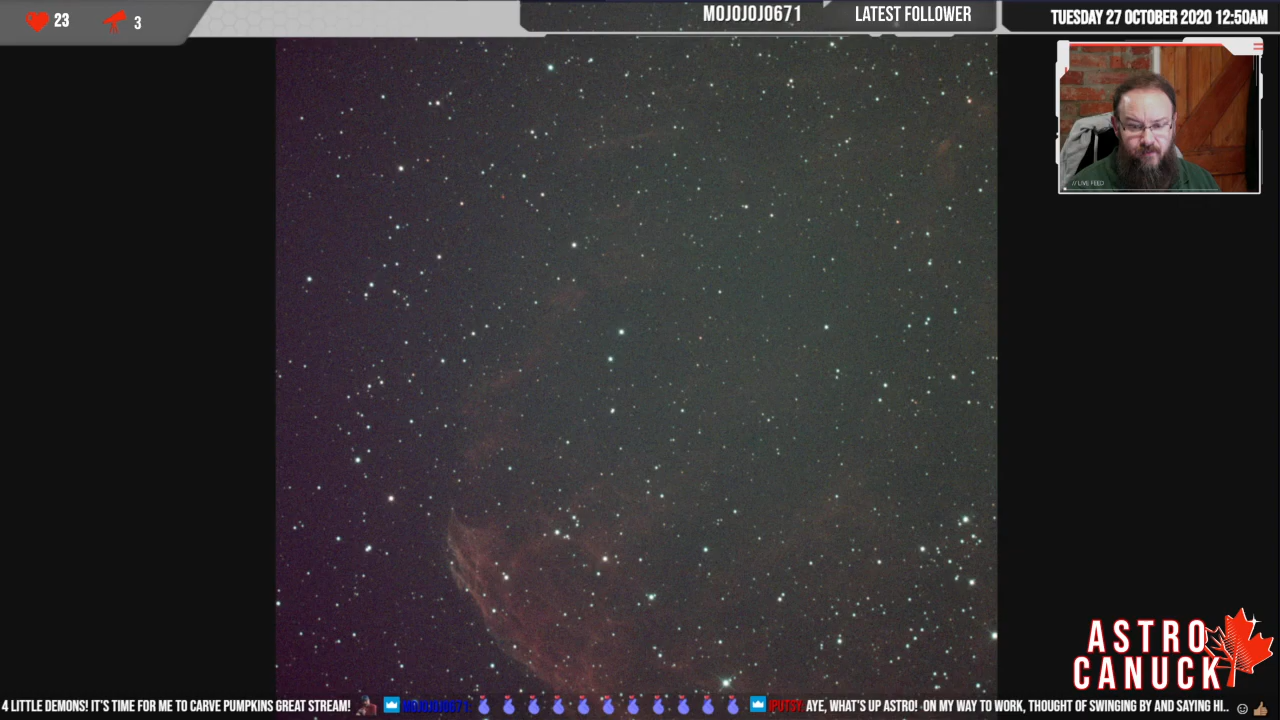 23
3
MOJOJOJO671
LATEST FOLLOWER
TUESDAY 27 OCTOBER 2020 12:50AM
// LIVE FEED
ASTRO
CANUCK
4 LITTLE DEMONS! IT'S TIME FOR ME TO CARVE PUMPKINS GREAT STREAM! MOJOJOJO671: IPUTSY: AYE, WHAT'S UP ASTRO! ON MY WAY TO WORK, THOUGHT OF SWINGING BY AND SAYING HI..